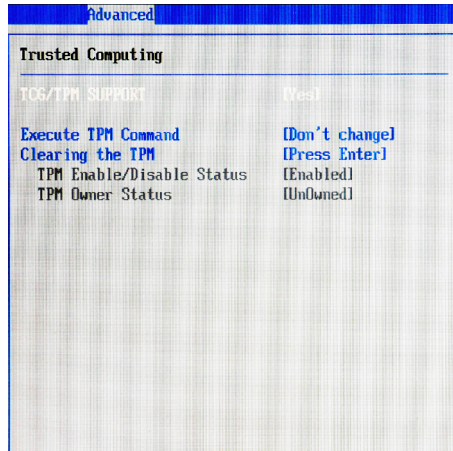 Advanced
Trusted Computing
TCG/TPM SUPPORT [Yes]
Execute TPM Command [Don't change]
Clearing the TPM [Press Enter]
TPM Enable/Disable Status [Enabled]
TPM Owner Status [UnOwned]